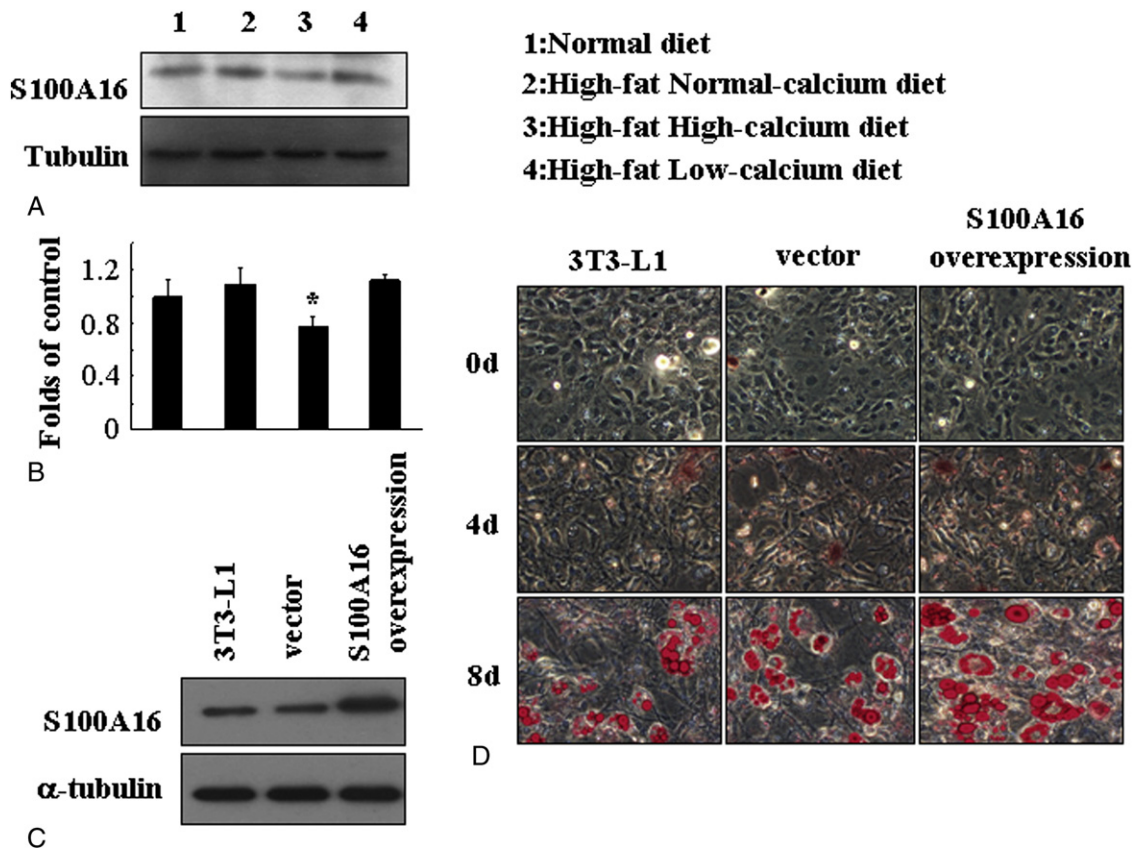 1 2 3 4
S100A16
Tubulin
A
1:Normal diet
2:High-fat Normal-calcium diet
3:High-fat High-calcium diet
4:High-fat Low-calcium diet
Folds of control
1.2
0.8
0.4
0
*
B
3T3-L1
vector
S100A16
overexpression
S100A16
α-tubulin
C
3T3-L1
vector
S100A16
overexpression
0d
4d
8d
D